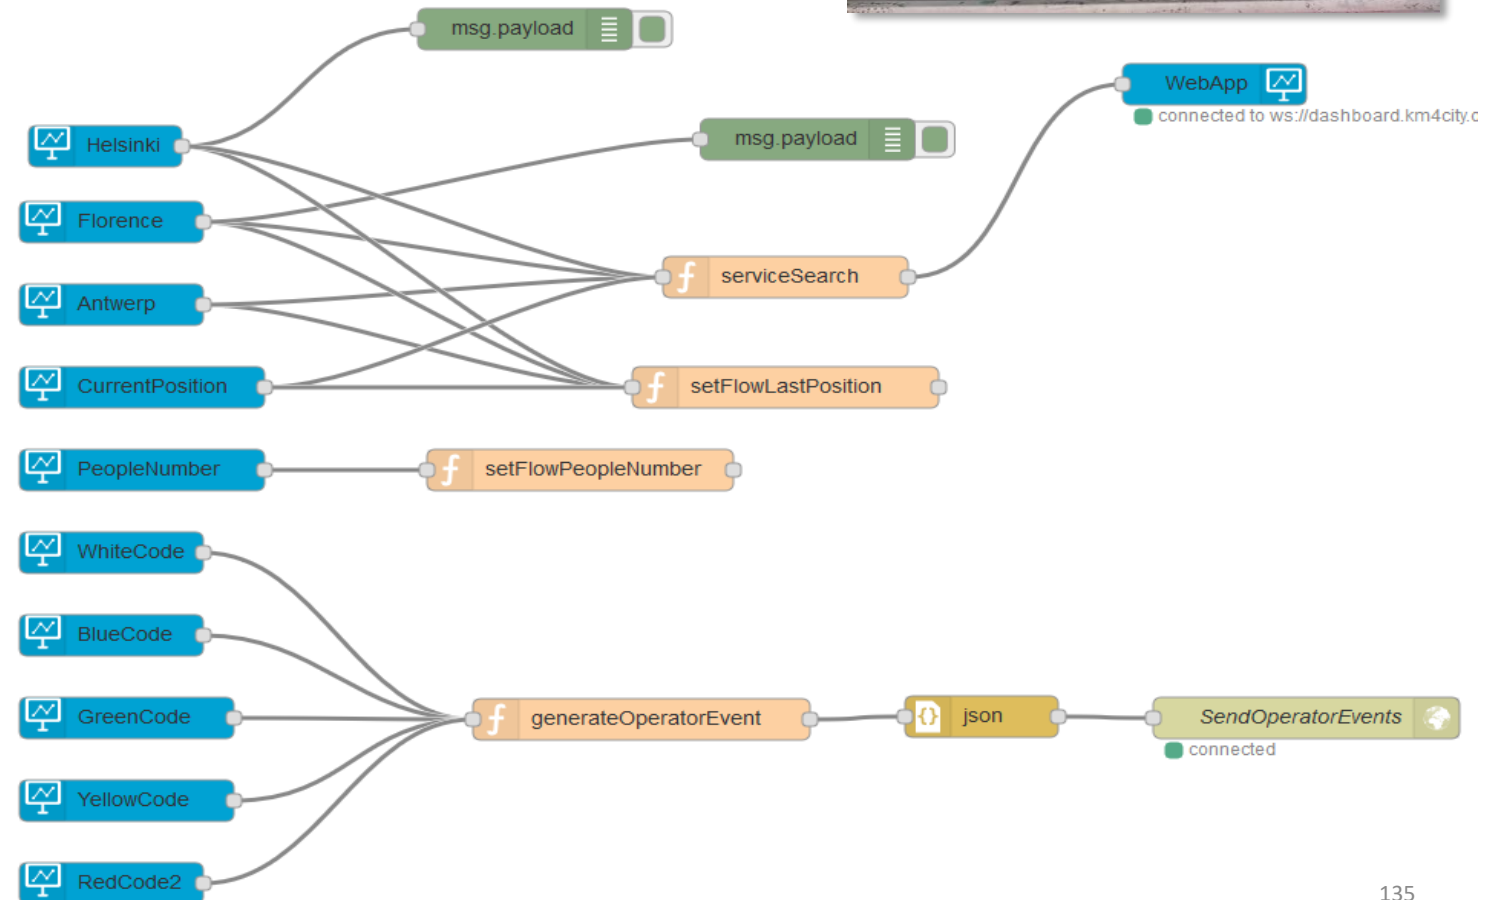 msg.payload
WebApp
connected to ws://dashboard.km4city.c
msg.payload
Helsinki
Florence
serviceSearch
Antwerp
CurrentPosition
setFlowLastPosition
PeopleNumber
setFlowPeopleNumber
WhiteCode
BlueCode
GreenCode
generateOperatorEvent
json
SendOperatorEvents
connected
YellowCode
RedCode2
135